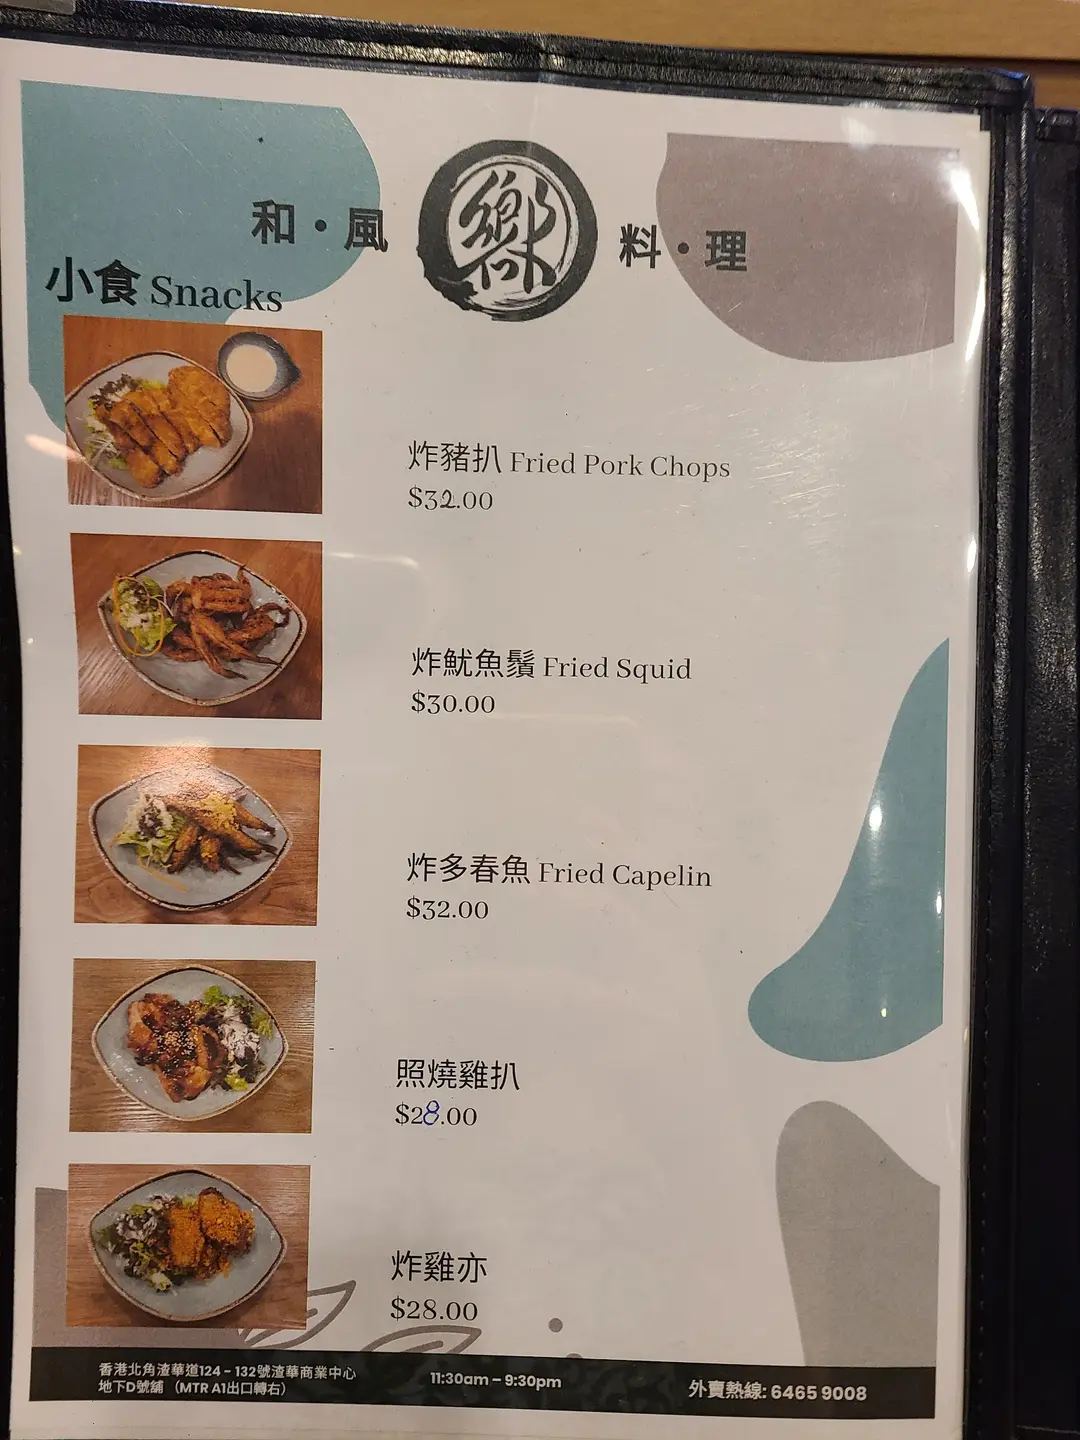 和・風
嚮
料・理
小食 Snacks
炸豬扒 Fried Pork Chops
$32.00
炸魷魚鬚 Fried Squid
$30.00
炸多春魚 Fried Capelin
$32.00
照燒雞扒
$28.00
炸雞亦
$28.00
香港北角渣華道124 - 132號渣華商業中心
地下D號舖 （MTR A1出口轉右）
11:30am – 9:30pm
外賣熱線: 6465 9008